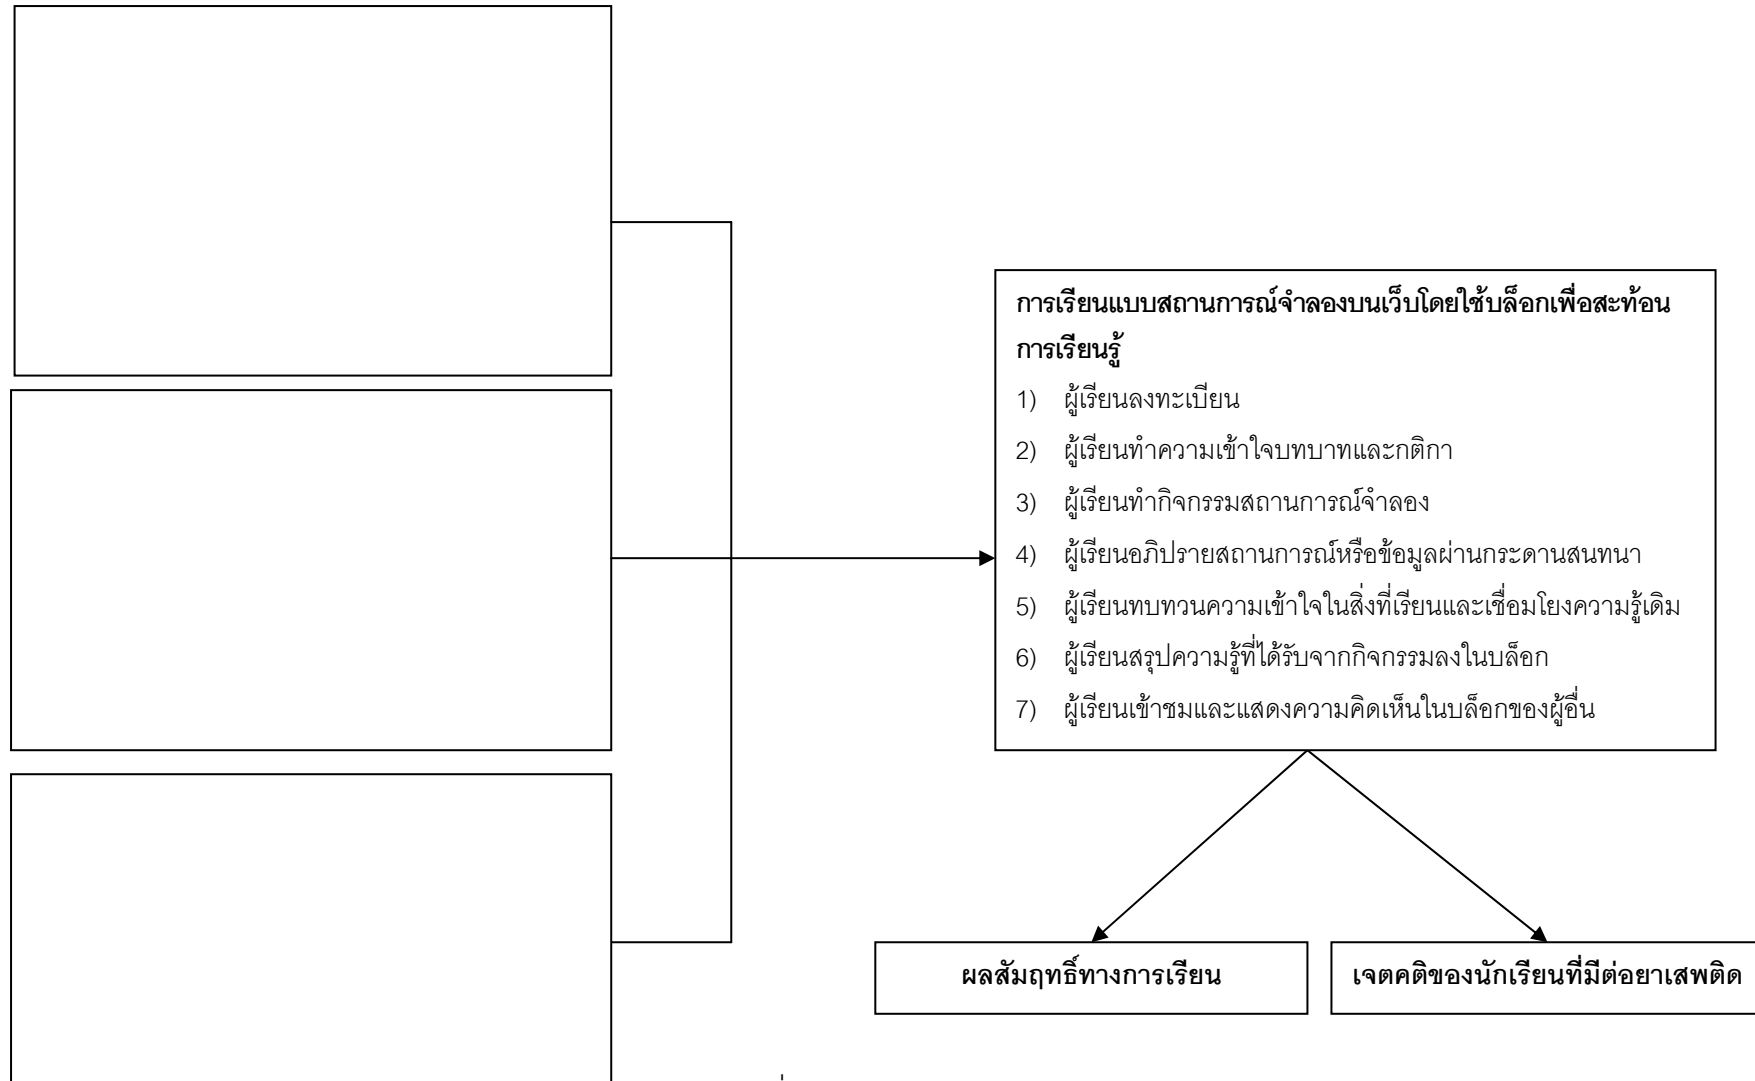 การเรียนแบบสถานการณ์จำลองบนเว็บโดยใช้บล็อกเพื่อสะท้อน
การเรียนรู้
1) ผู้เรียนลงทะเบียน
2) ผู้เรียนทำความเข้าใจบทบาทและกติกา
3) ผู้เรียนทำกิจกรรมสถานการณ์จำลอง
4) ผู้เรียนอภิปรายสถานการณ์หรือข้อมูลผ่านกระดานสนทนา
5) ผู้เรียนทบทวนความเข้าใจในสิ่งที่เรียนและเชื่อมโยงความรู้เดิม
6) ผู้เรียนสรุปความรู้ที่ได้รับจากกิจกรรมลงในบล็อก
7) ผู้เรียนเข้าชมและแสดงความคิดเห็นในบล็อกของผู้อื่น
ผลสัมฤทธิ์ทางการเรียน
เจตคติของนักเรียนที่มีต่อยาเสพติด